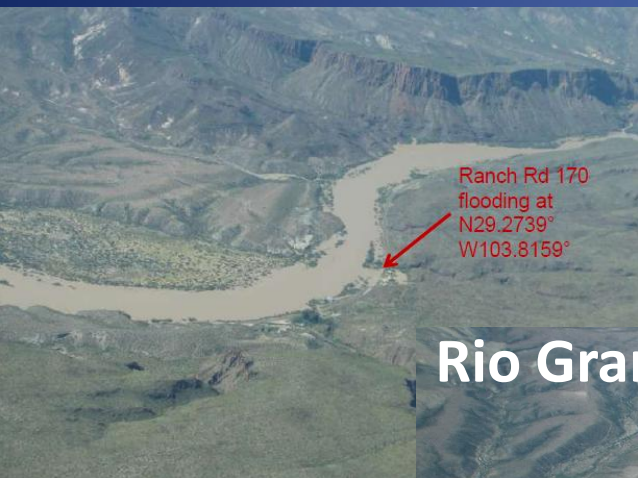 Ranch Rd 170
flooding at
N29.2739°
W103.8159°
Rio Gra